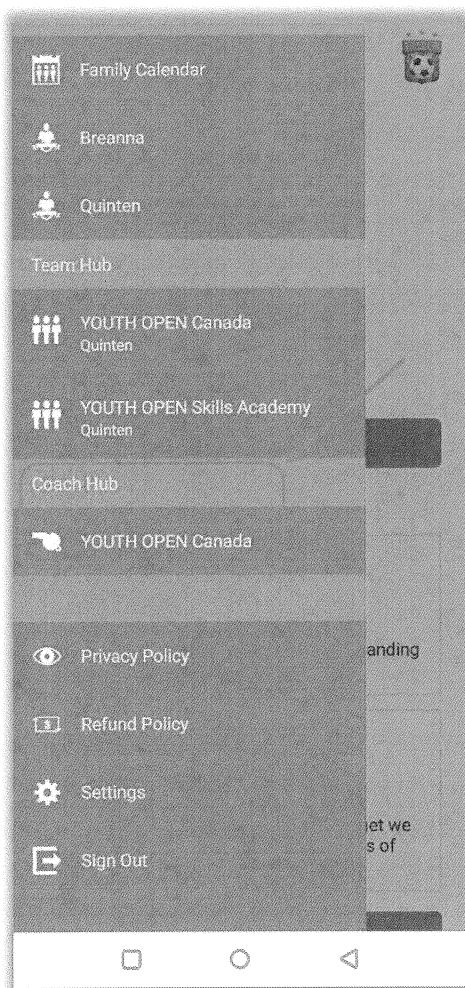 Family Calendar
Breanna
Quinten
Team Hub
YOUTH OPEN Canada
Quinten
YOUTH OPEN Skills Academy
Quinten
Coach Hub
YOUTH OPEN Canada
Privacy Policy
anding
Refund Policy
Settings
jet we
s of
Sign Out